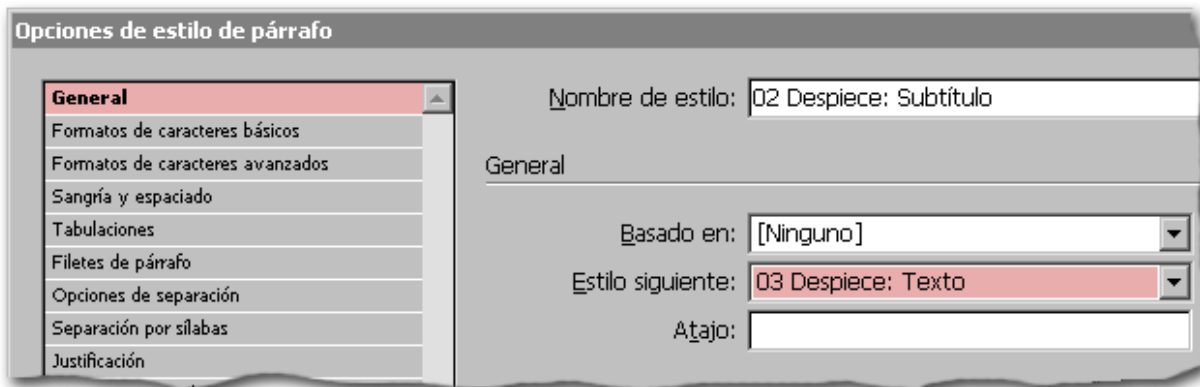 Opciones de estilo de párrafo
General
Formatos de caracteres básicos
Formatos de caracteres avanzados
Sangría y espaciado
Tabulaciones
Filetes de párrafo
Opciones de separación
Separación por sílabas
Justificación
Nombre de estilo: 02 Despiece: Subtítulo
General
Basado en: [Ninguno]
Estilo siguiente: 03 Despiece: Texto
Atajo: